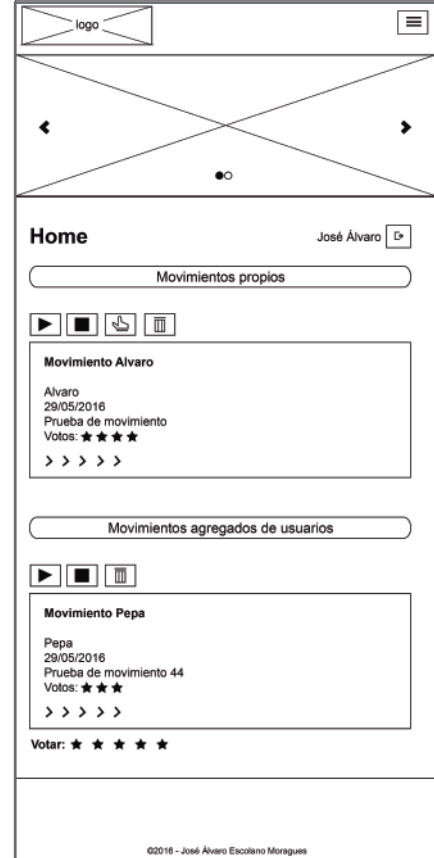 logo
Home
José Álvaro
Movimientos propios
Movimiento Alvaro
Alvaro
29/05/2016
Prueba de movimiento
Votos:
Movimientos agregados de usuarios
Movimiento Pepa
Pepa
29/05/2016
Prueba de movimiento 44
Votos:
Votar:
©2016 - José Álvaro Escolano Moragues